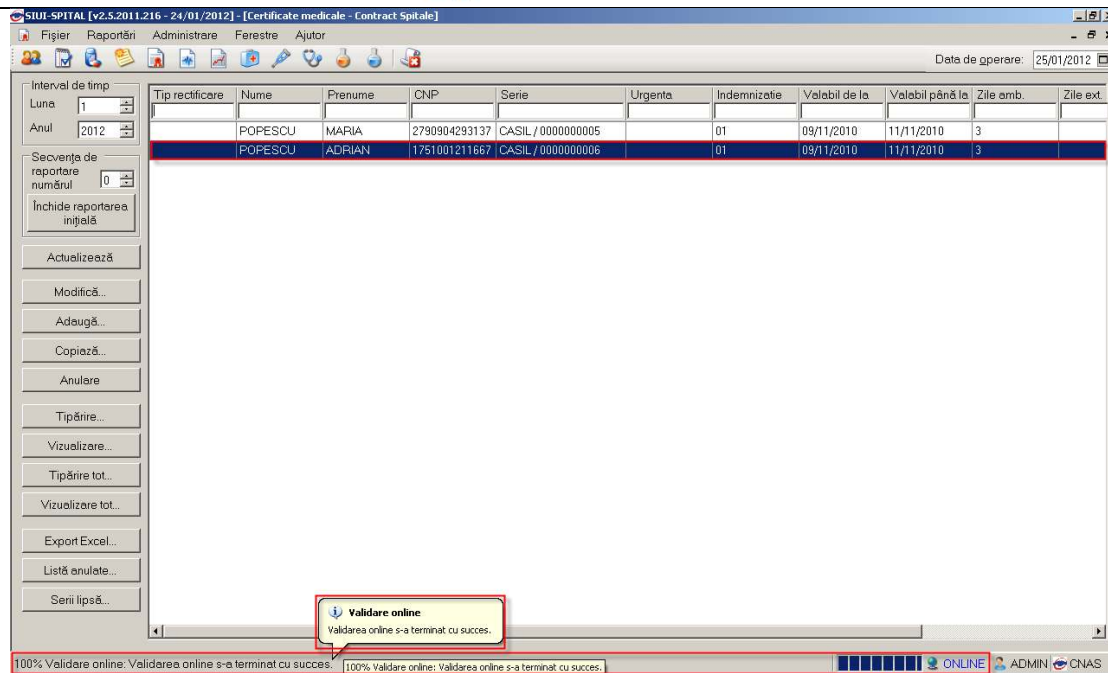 SIUI-SPITAL [v2.5.2011.216 - 24/01/2012] - [Certificate medicale - Contract Spitale]
Fișier Raportări Administrare Ferestre Ajutor
Data de operare: 25/01/2012
Interval de timp
Luna 1
Anul 2012
Secvența de raportare numărul 0
Închide raportarea inițială
Actualizează
Modifică...
Adaugă...
Copiază...
Anulare
Tipărire...
Vizualizare...
Tipărire tot...
Vizualizare tot...
Export Excel...
Listă anulate...
Serii lipsă...
Tip rectificare Nume Prenume CNP Serie Urgenta Indemnizatie Valabil de la Valabil până la Zile amb. Zile ext.
POPESCU MARIA 2790904293137 CASIL / 0000000005 01 09/11/2010 11/11/2010 3
POPESCU ADRIAN 1751001211667 CASIL / 0000000006 01 09/11/2010 11/11/2010 3
Validare online
Validarea online s-a terminat cu succes.
100% Validare online: Validarea online s-a terminat cu succes.
100% Validare online: Validarea online s-a terminat cu succes.
ONLINE ADMIN CNAS